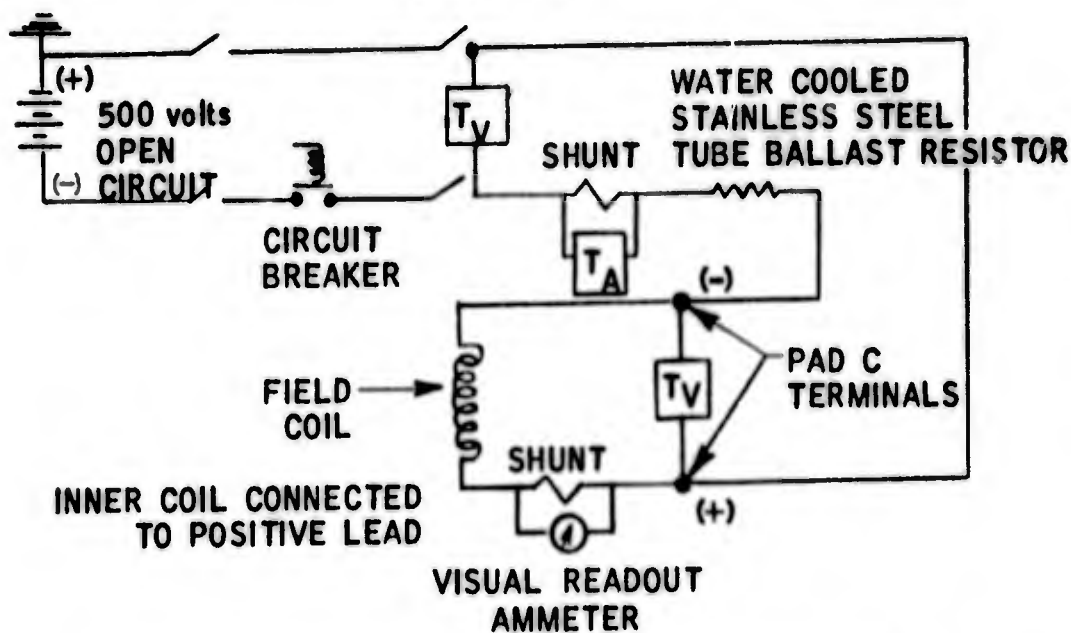 (+)
500 volts
OPEN
CIRCUIT
(-)
CIRCUIT
BREAKER
TV
SHUNT
TA
WATER COOLED
STAINLESS STEEL
TUBE BALLAST RESISTOR
(-)
TV
PAD C
TERMINALS
FIELD
COIL
SHUNT
(+)
INNER COIL CONNECTED
TO POSITIVE LEAD
VISUAL READOUT
AMMETER